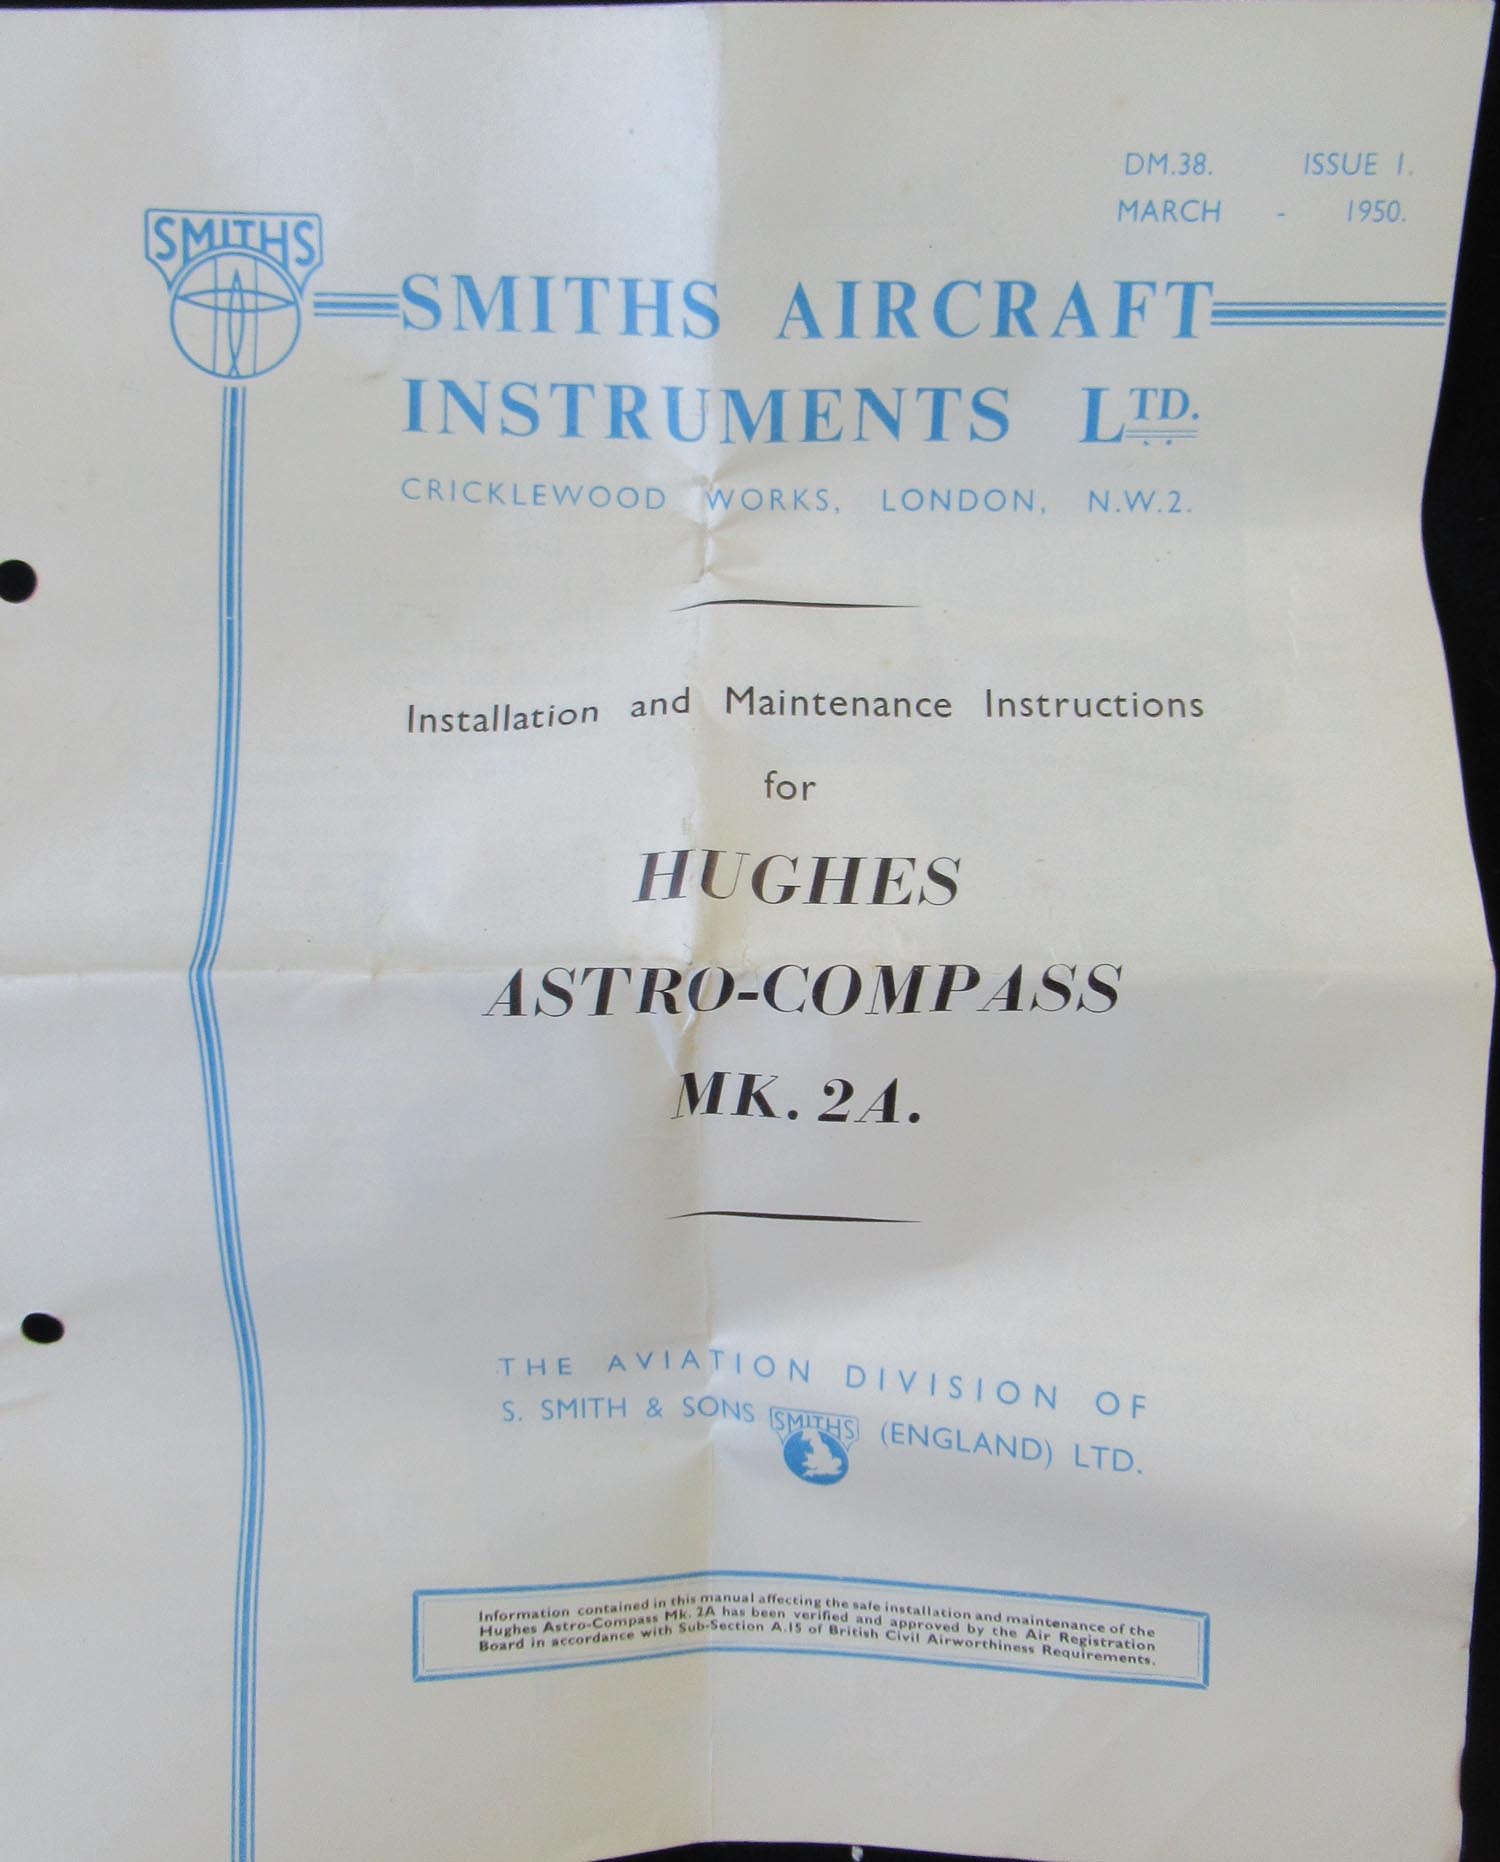 DM.38. ISSUE 1.
MARCH - 1950.
SMITHS
SMITHS AIRCRAFT
INSTRUMENTS LTD.
CRICKLEWOOD WORKS, LONDON, N.W.2.
Installation and Maintenance Instructions
for
HUGHES
ASTRO-COMPASS
MK. 2A.
THE AVIATION DIVISION OF
S. SMITH & SONS SMITHS (ENGLAND) LTD.
Information contained in this manual affecting the safe installation and maintenance of the
Hughes Astro-Compass Mk. 2A has been verified and approved by the Air Registration
Board in accordance with Sub-Section A.15 of British Civil Airworthiness Requirements.